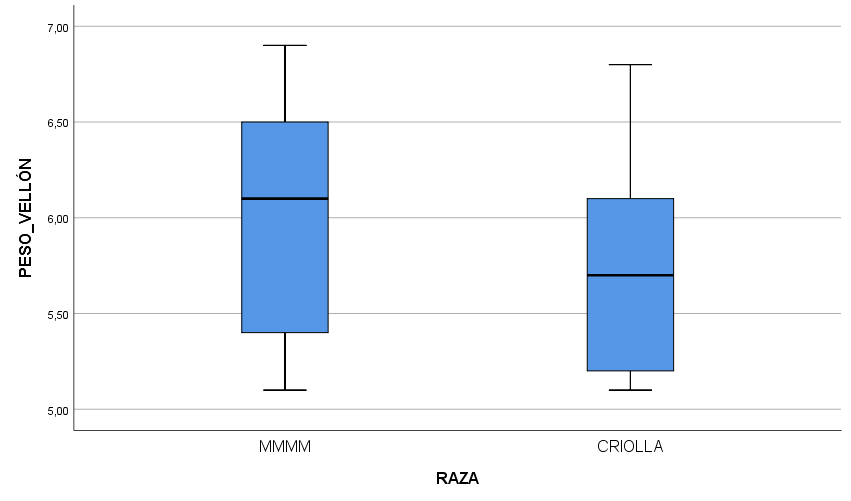 7,00
6,50
6,00
5,50
5,00
PESO_VELLÓN
MMMM
CRIOLLA
RAZA